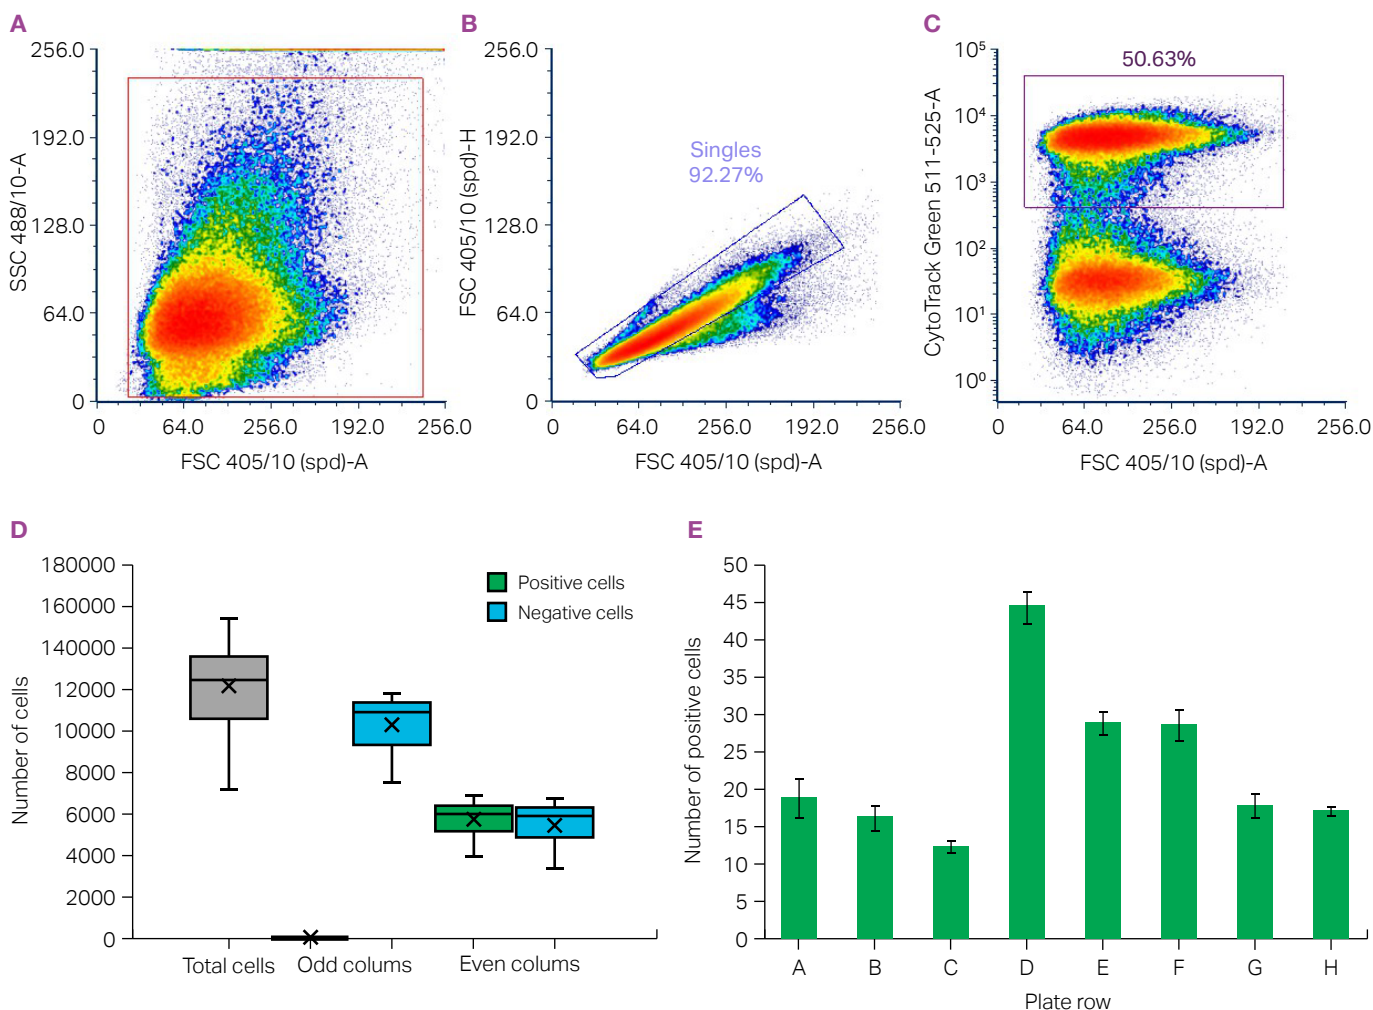 A
256.0
192.0
128.0
64.0
0
SSC 488/10-A
0 64.0 256.0 192.0 256.0
FSC 405/10 (spd)-A
B
256.0
192.0
128.0
64.0
0
FSC 405/10 (spd)-H
Singles
92.27%
0 64.0 256.0 192.0 256.0
FSC 405/10 (spd)-A
C
10⁵
10⁴
10³
10²
10¹
10⁰
CytoTrack Green 511-525-A
50.63%
0 64.0 256.0 192.0 256.0
FSC 405/10 (spd)-A
D
180000
160000
140000
120000
100000
8000
6000
4000
2000
0
Number of cells
Positive cells
Negative cells
Total cells Odd colums Even colums
E
50
45
40
35
30
25
20
15
10
5
0
Number of positive cells
A B C D E F G H
Plate row